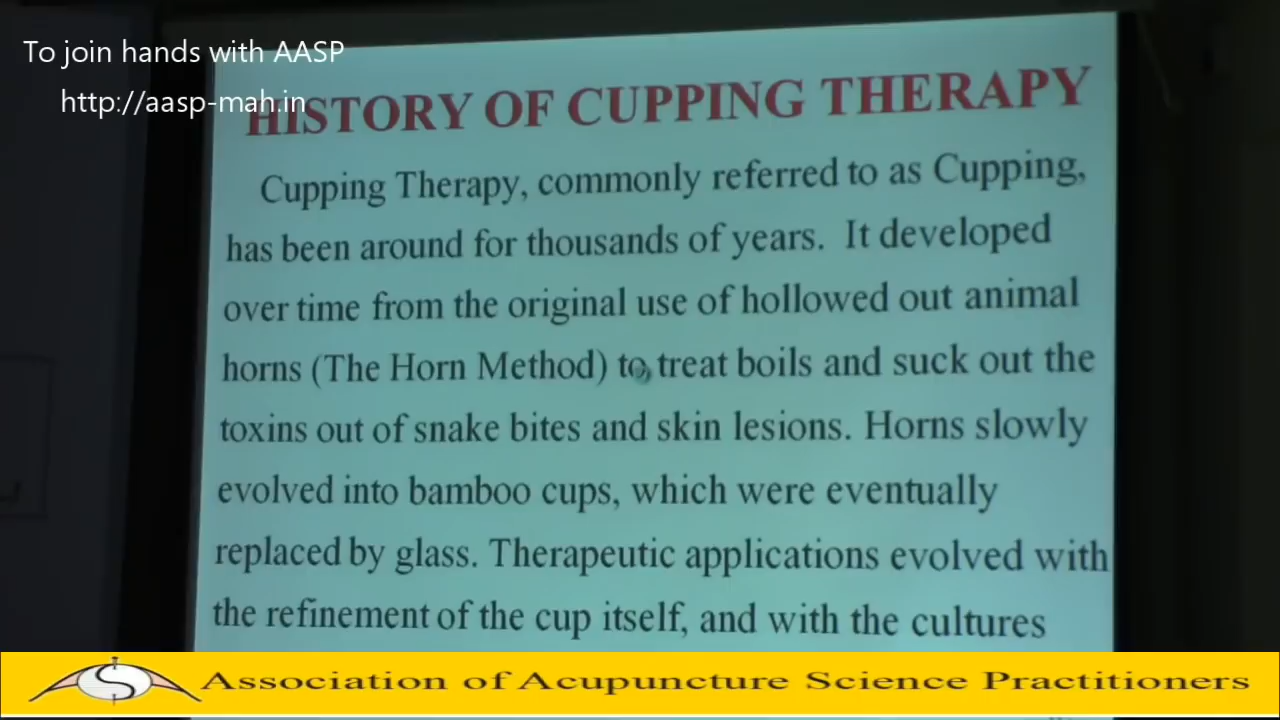 To join hands with AASP
http://aasp-mah.in
HISTORY OF CUPPING THERAPY
Cupping Therapy, commonly referred to as Cupping,
has been around for thousands of years. It developed
over time from the original use of hollowed out animal
horns (The Horn Method) to treat boils and suck out the
toxins out of snake bites and skin lesions. Horns slowly
evolved into bamboo cups, which were eventually
replaced by glass. Therapeutic applications evolved with
the refinement of the cup itself, and with the cultures
Association of Acupuncture Science Practitioners